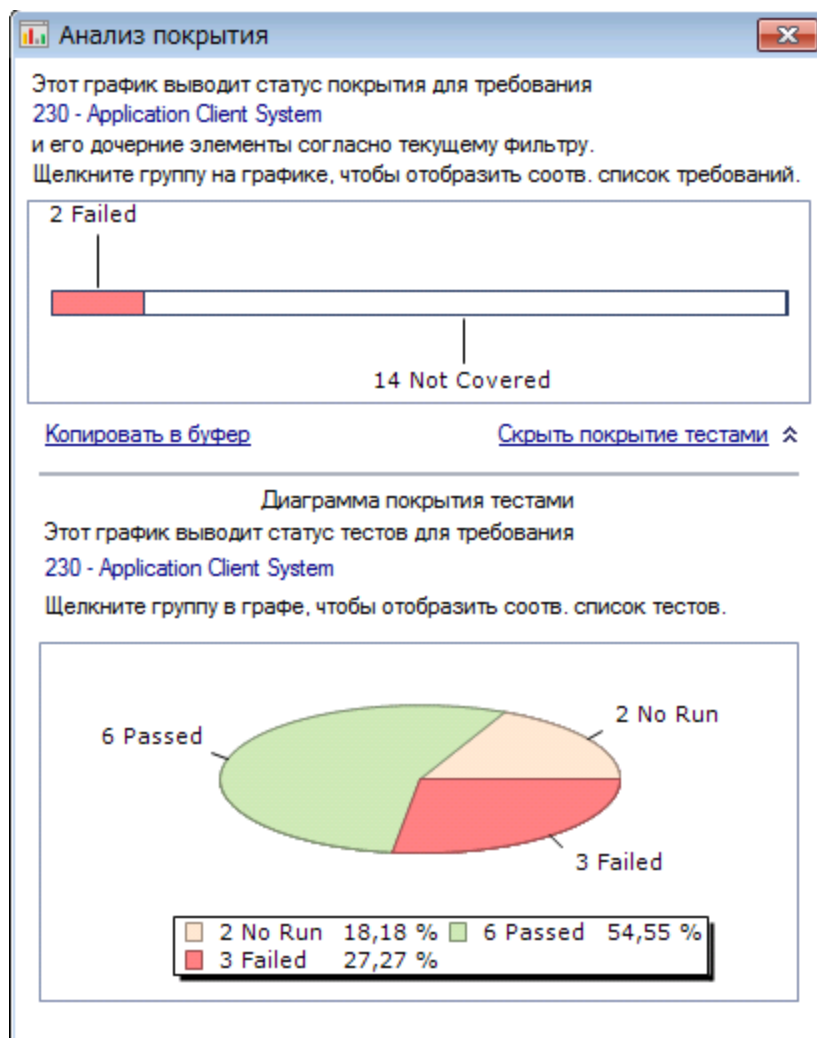 Анализ покрытия
Этот график выводит статус покрытия для требования
230 - Application Client System
и его дочерние элементы согласно текущему фильтру.
Щелкните группу на графике, чтобы отобразить соотв. список требований.
2 Failed
14 Not Covered
Копировать в буфер Скрыть покрытие тестами
Диаграмма покрытия тестами
Этот график выводит статус тестов для требования
230 - Application Client System
Щелкните группу в графе, чтобы отобразить соотв. список тестов.
2 No Run
6 Passed
3 Failed
2 No Run 18,18 % 6 Passed 54,55 %
3 Failed 27,27 %